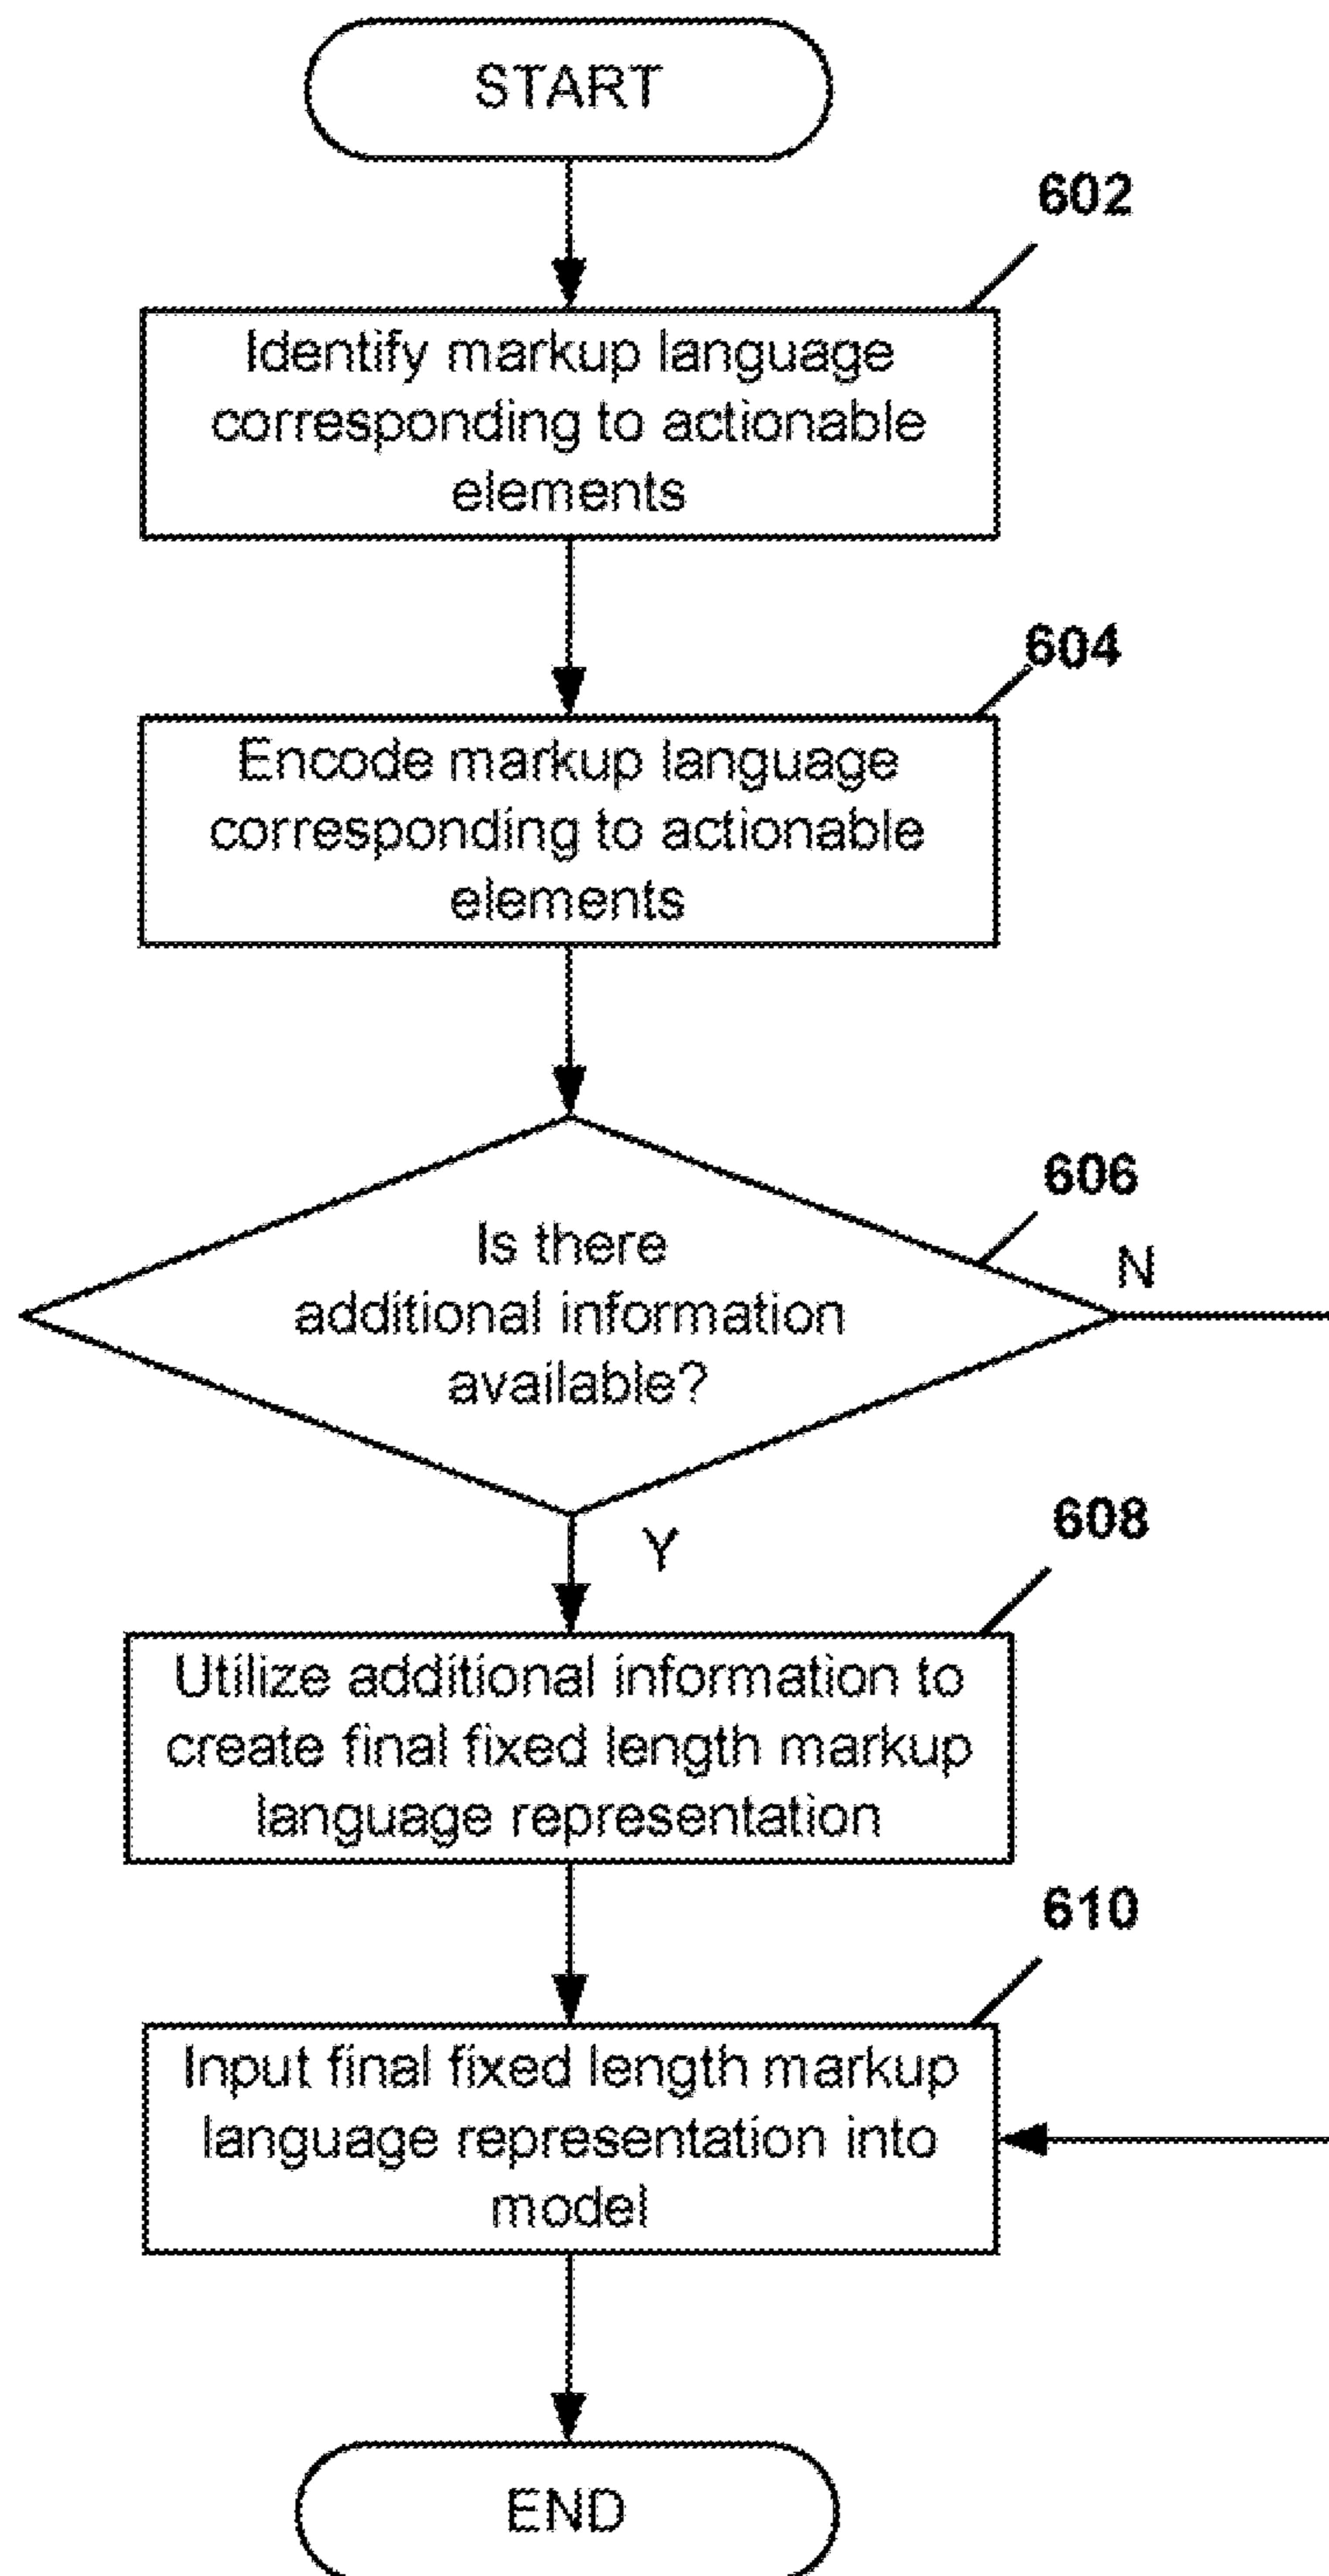 START
602
Identify markup language
corresponding to actionable
elements
604
Encode markup language
corresponding to actionable
elements
606
Is there
additional information
available?
N
Y
608
Utilize additional information to
create final fixed length markup
language representation
610
Input final fixed length markup
language representation into
model
END